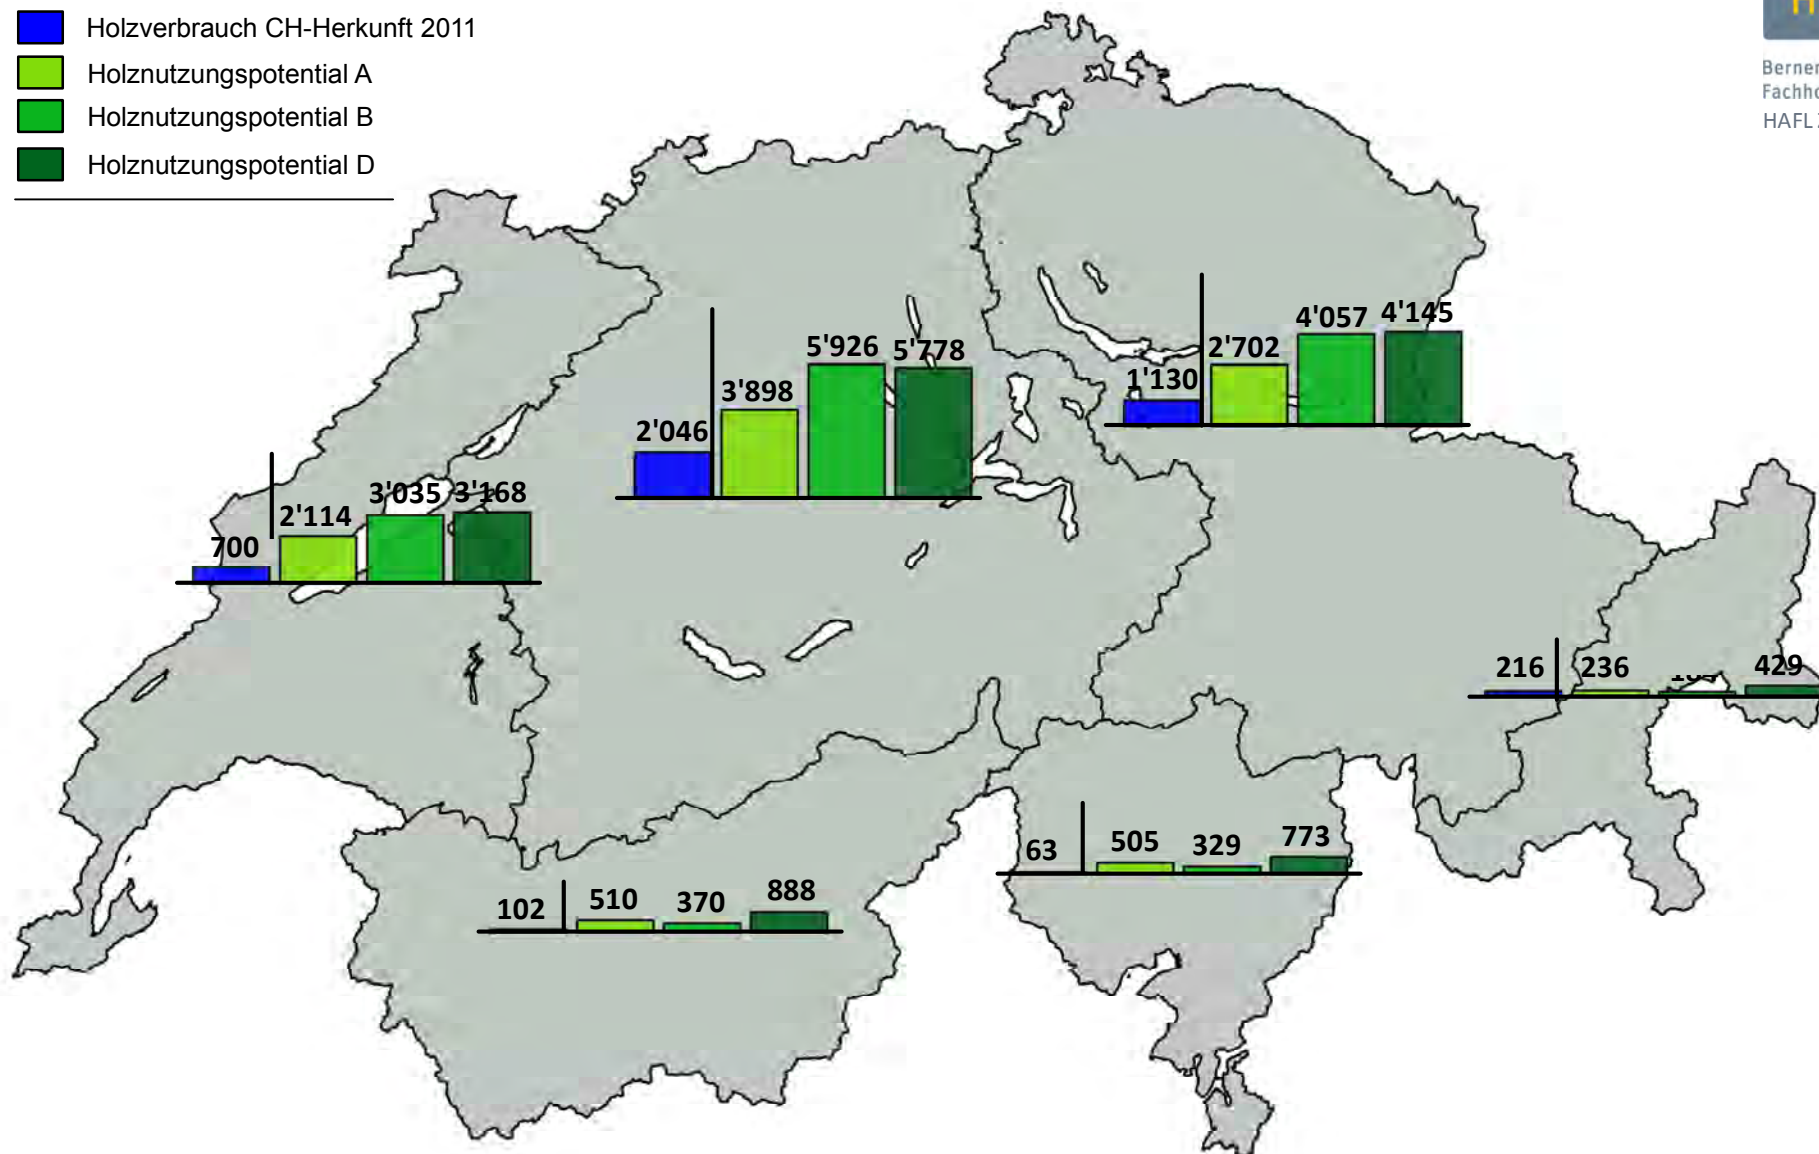 Holzverbrauch CH-Herkunft 2011
Holznutzungspotential A
Holznutzungspotential B
Holznutzungspotential D
H
Berner
Fachho
HAFL
700
2'114
3'035
3'168
2'046
3'898
5'926
5'778
1'130
2'702
4'057
4'145
216
236
429
102
510
370
888
63
505
329
773